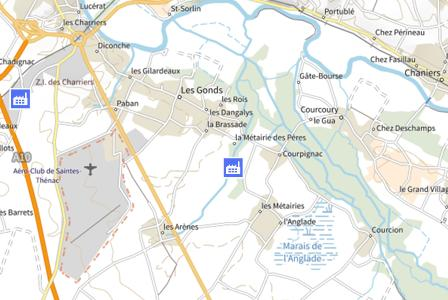 Lucérat
les Charriers
St-Sorlin
Portublé
Diconche
Chez Périneau
Chadignac
Chez Fasillau
les Gilardeaux
Gâte-Bourse
Chaniers
Z.I. des Charriers
Les Gonds
les Rois
Paban
les Dangalys
Courcoury
le Gua
la Brassade
Chez Deschamps
la Métairie des Pères
Courpignac
A10
Aéro Club de Saintes-
Thénac
le Grand Villag
les Barrets
les Métairies
l'Anglade
les Arènes
Courcion
Marais de
l'Anglade